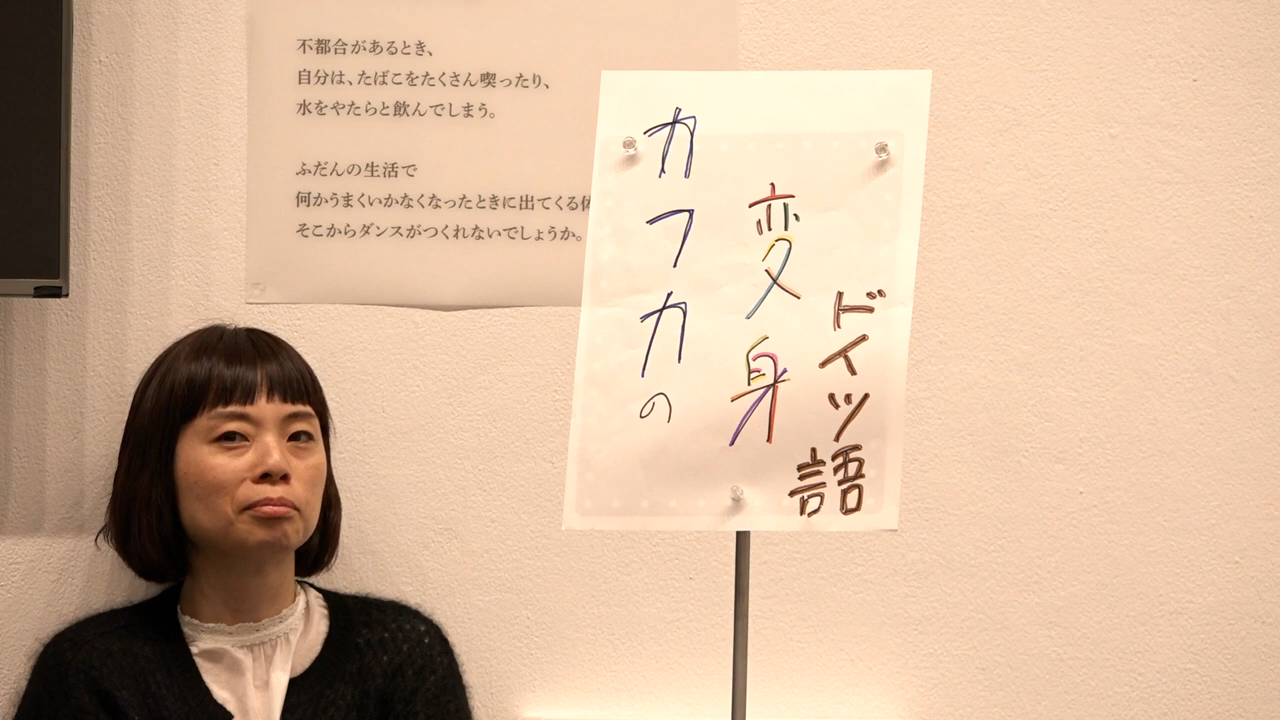 不都合があるとき、
自分は、たばこをたくさん喫ったり、
水をやたらと飲んでしまう。
ふだんの生活で
何かうまくいかなくなったときに出てくる
そこからダンスがつくれないでしょうか。
カフカの
変身
ドイツ語